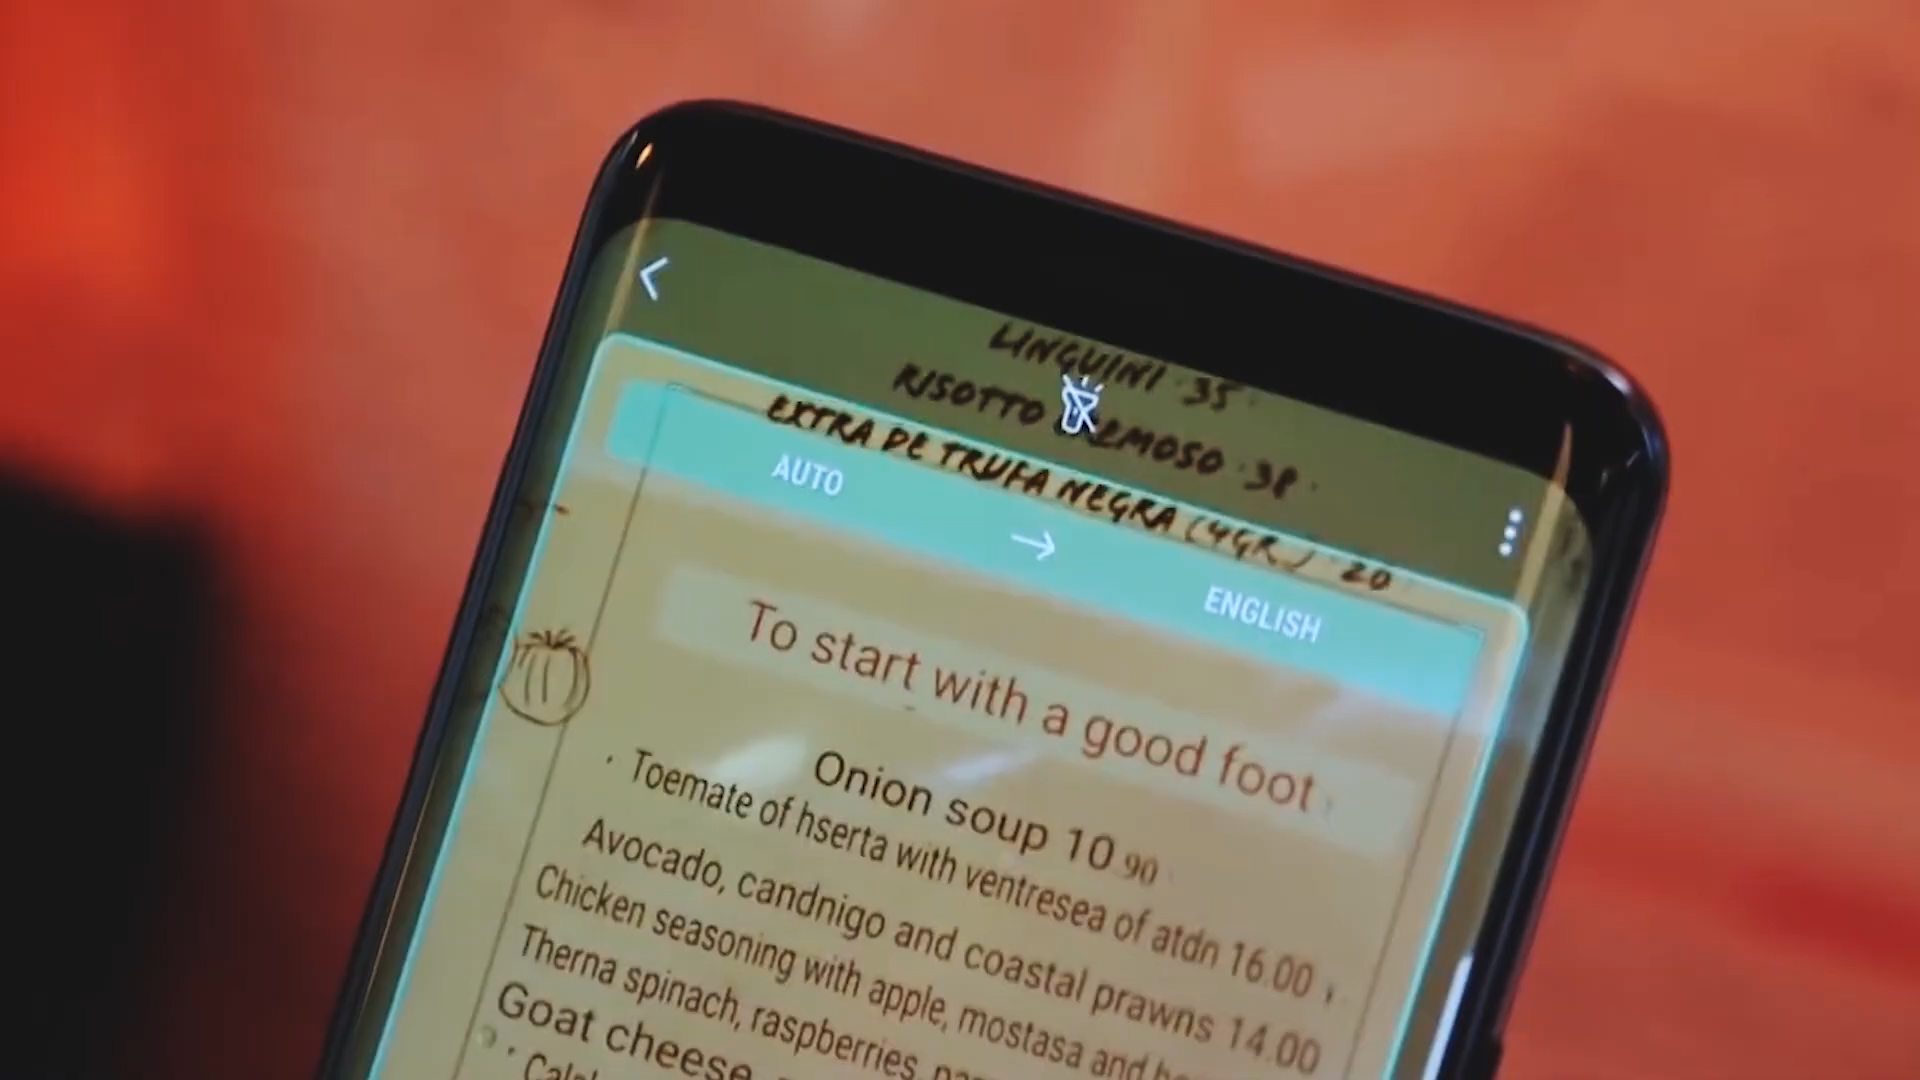 LINGUINI · 35 ·
RISOTTO EMOSO · 38 ·
EXTRA DE TRUFA NEGRA (4GR.) · 20
AUTO → ENGLISH
To start with a good foot
Onion soup 10 90
· Toemate of hserta with ventresea of atdn 16.00
Avocado, candnigo and coastal prawns 14.00
Chicken seasoning with apple, mostasa and
Therna spinach, raspberries,
Goat cheese